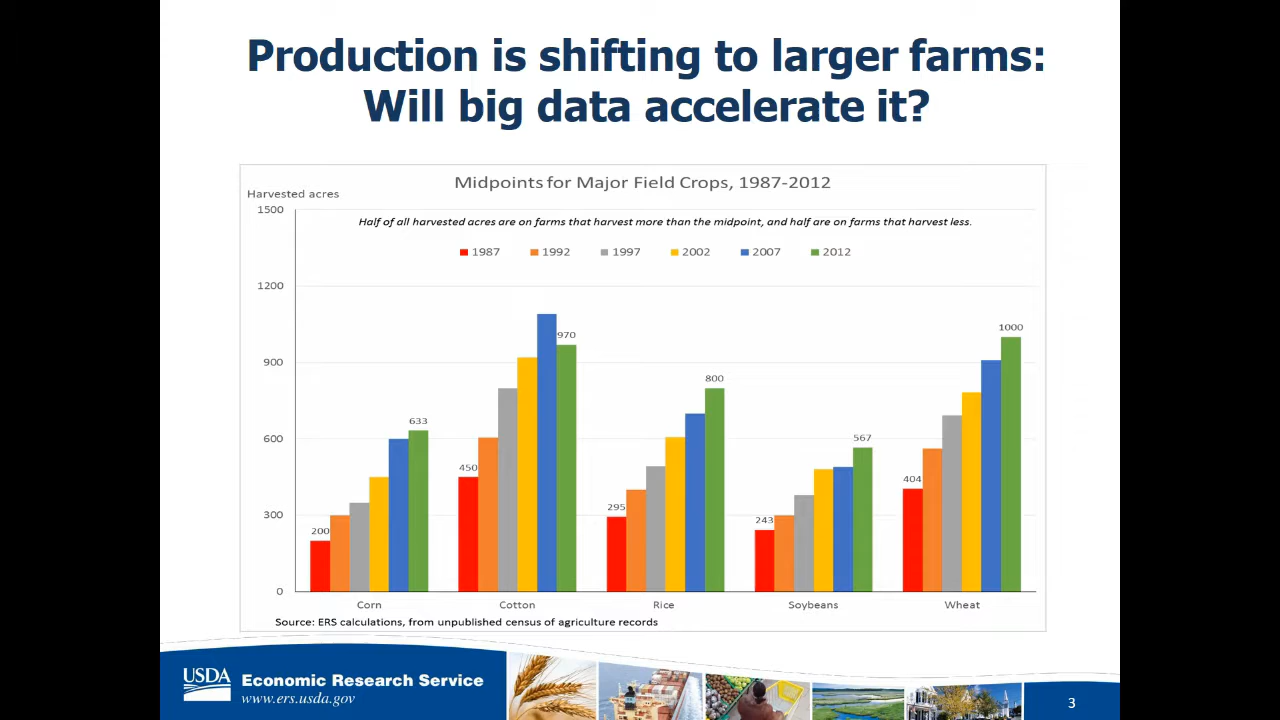 Production is shifting to larger farms:
Will big data accelerate it?
Midpoints for Major Field Crops, 1987-2012
Harvested acres
Half of all harvested acres are on farms that harvest more than the midpoint, and half are on farms that harvest less.
1987 1992 1997 2002 2007 2012
1500
1200
900
600
300
0
200 633
450 970
295 800
243 567
404 1000
Corn Cotton Rice Soybeans Wheat
Source: ERS calculations, from unpublished census of agriculture records
USDA Economic Research Service
www.ers.usda.gov
3